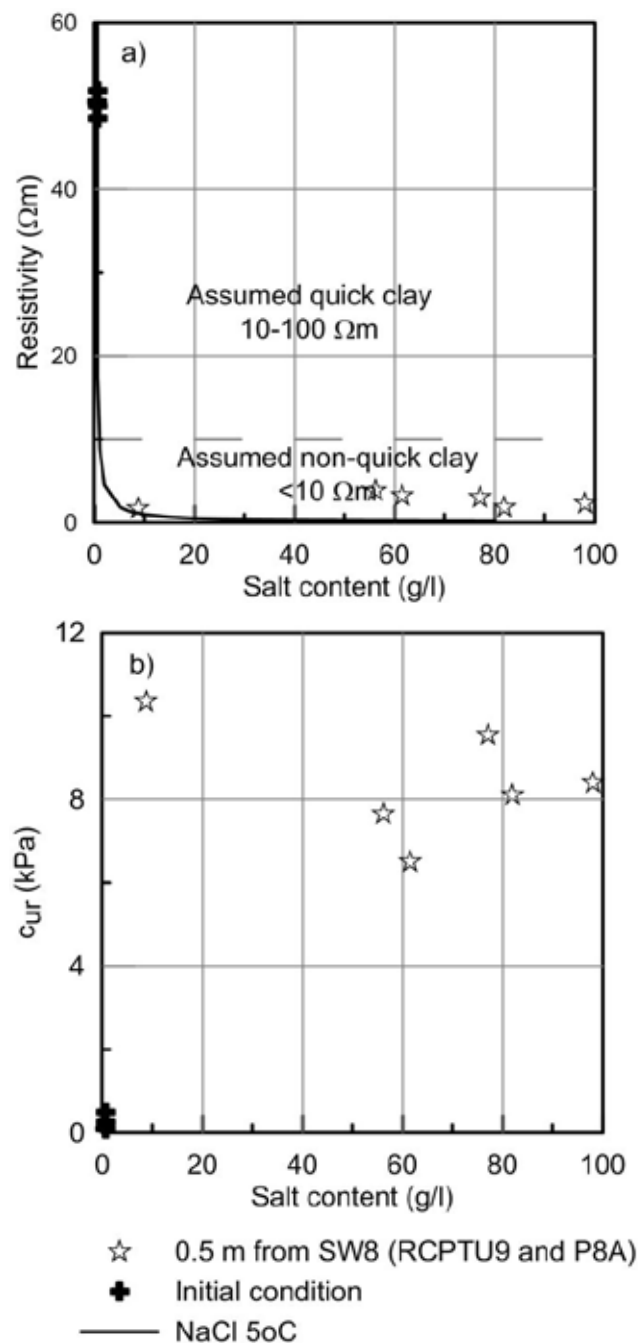 60
a)
40
20
0
Resistivity (Ωm)
Assumed quick clay
10-100 Ωm
Assumed non-quick clay
<10 Ωm
0 20 40 60 80 100
Salt content (g/l)
12
b)
8
4
0
cur (kPa)
0 20 40 60 80 100
Salt content (g/l)
0.5 m from SW8 (RCPTU9 and P8A)
Initial condition
NaCl 5oC